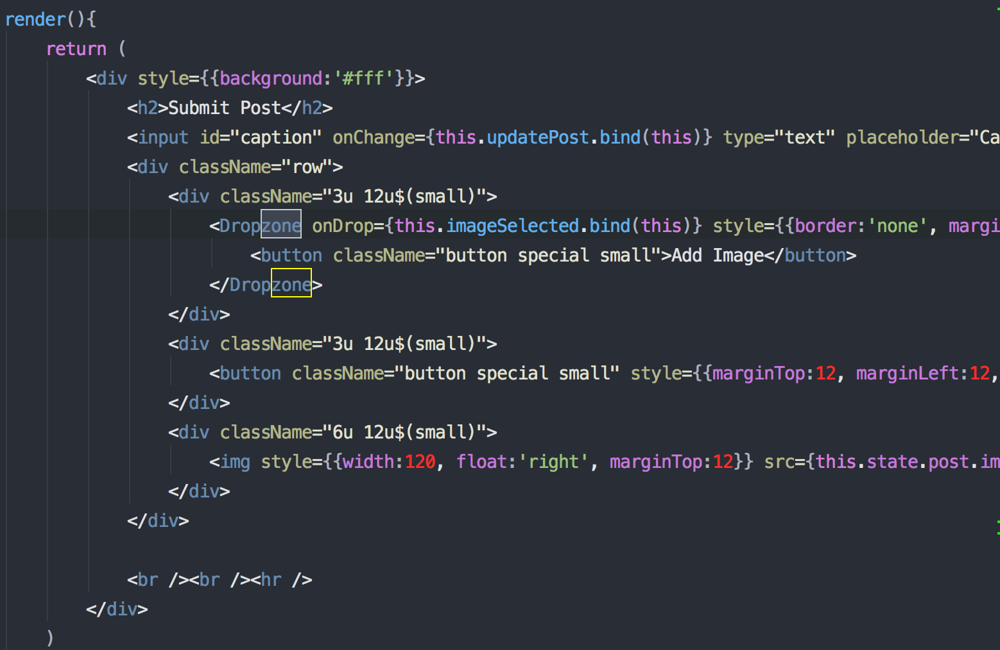 render(){
return (
<div style={{background:'#fff'}}>
<h2>Submit Post</h2>
<input id="caption" onChange={this.updatePost.bind(this)} type="text" placeholder="Ca
<div className="row">
<div className="3u 12u$(small)">
<Dropzone onDrop={this.imageSelected.bind(this)} style={{border:'none', margi
<button className="button special small">Add Image</button>
</Dropzone>
</div>
<div className="3u 12u$(small)">
<button className="button special small" style={{marginTop:12, marginLeft:12,
</div>
<div className="6u 12u$(small)">
<img style={{width:120, float:'right', marginTop:12}} src={this.state.post.im
</div>
</div>
<br /><br /><hr />
</div>
)